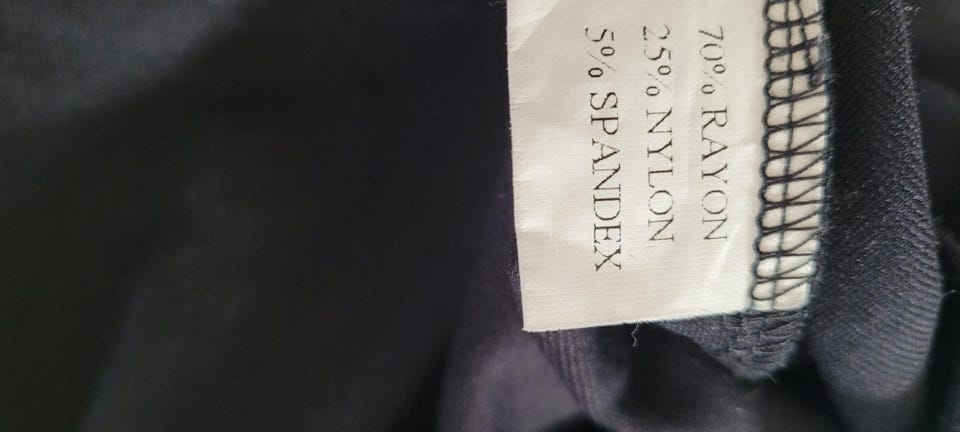 70% RAYON
25% NYLON
5% SPANDEX